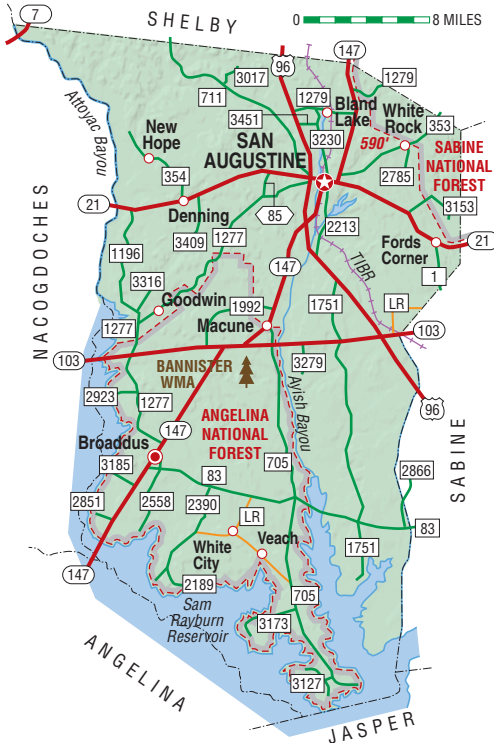 7
SHELBY
0 8 MILES
96
147
3017
1279
1279
711
Bland
Lake
White
Rock
353
Attoyac Bayou
3451
New
Hope
SAN
AUGUSTINE
3230
590'
SABINE
NATIONAL
FOREST
354
2785
3153
21
Denning
85
2213
Fords
Corner
21
NACOGDOCHES
1196
3409
1277
147
TIBR
1
3316
Goodwin
1992
1751
LR
1277
Macune
103
103
BANNISTER
WMA
3279
Ayish Bayou
2923
1277
ANGELINA
NATIONAL
FOREST
96
147
Broaddus
SABINE
3185
83
705
2866
2851
2558
2390
LR
83
White
City
Veach
1751
147
2189
705
Sam
Rayburn
Reservoir
3173
ANGELINA
3127
JASPER